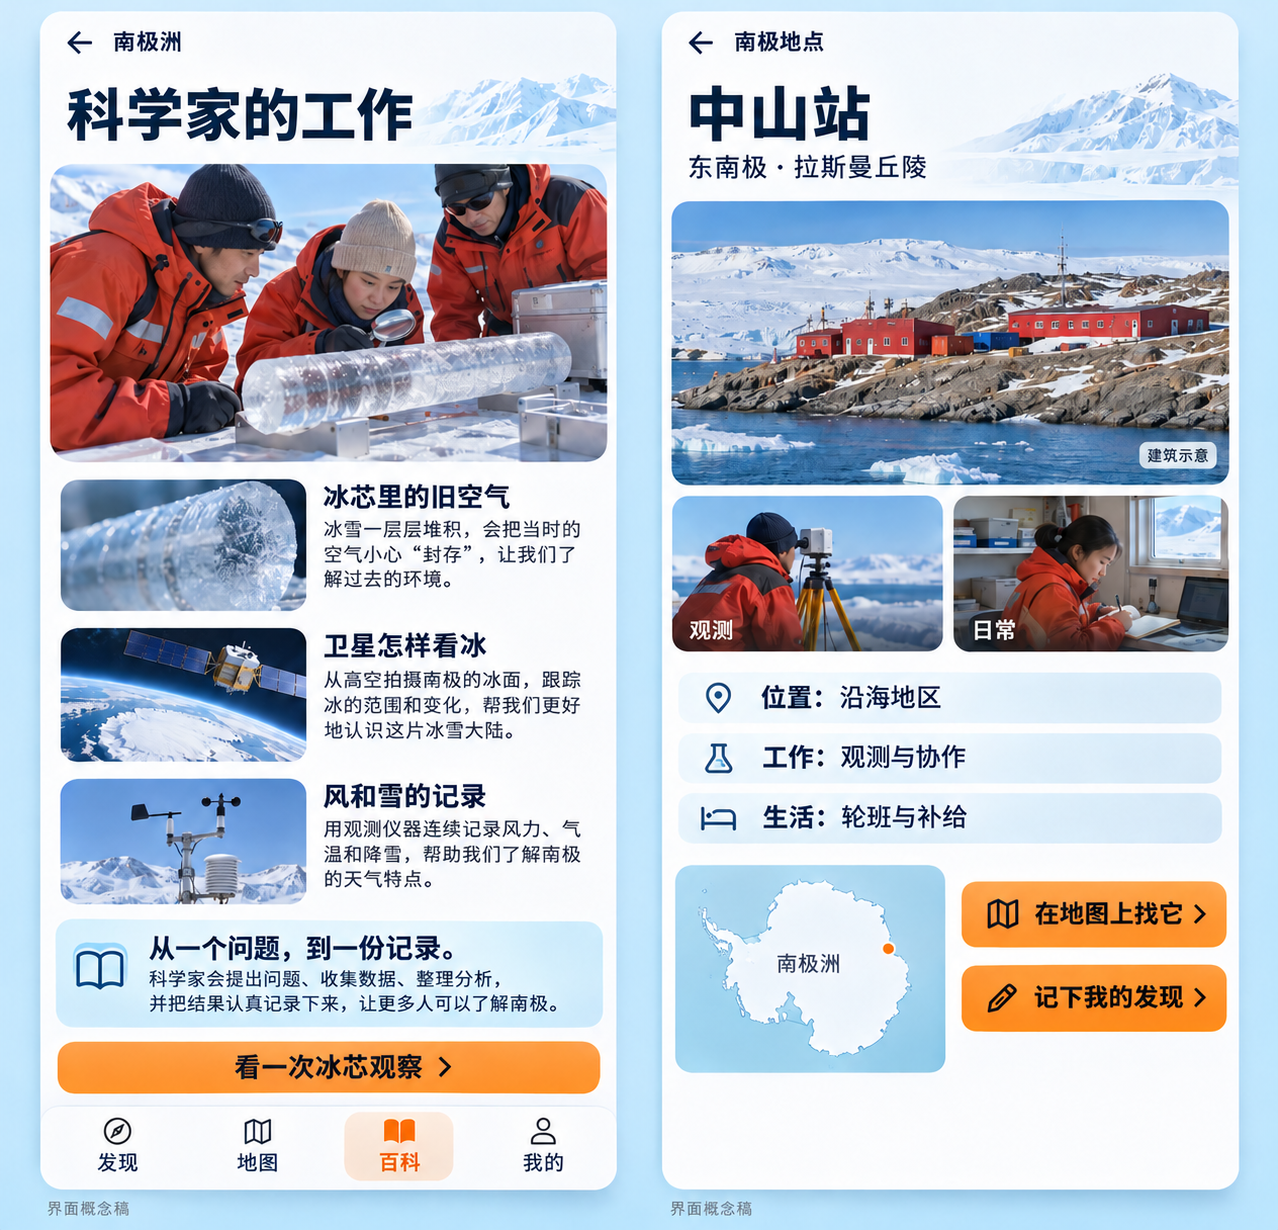 南极洲
科学家的工作
冰芯里的旧空气
冰雪一层层堆积，会把当时的
空气小心“封存”，让我们了
解过去的环境。
卫星怎样看冰
从高空拍摄南极的冰面，跟踪
冰的范围和变化，帮我们更好
地认识这片冰雪大陆。
风和雪的记录
用观测仪器连续记录风力、气
温和降雪，帮助我们了解南极
的天气特点。
从一个问题，到一份记录。
科学家会提出问题、收集数据、整理分析，
并把结果认真记录下来，让更多人可以了解南极。
看一次冰芯观察
发现
地图
百科
我的
界面概念稿
南极地点
中山站
东南极·拉斯曼丘陵
建筑示意
观测
日常
位置：沿海地区
工作：观测与协作
生活：轮班与补给
南极洲
在地图上找它
记下我的发现
界面概念稿